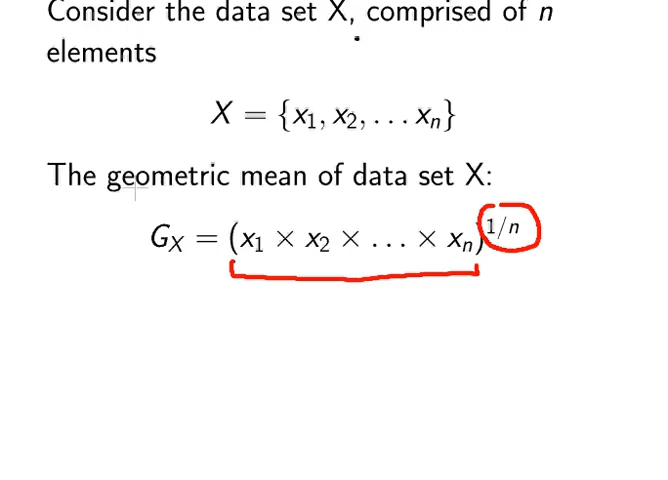 Consider the data set X, comprised of n
elements
X = {x₁, x₂, . . . xₙ}
The geometric mean of data set X:
G_X = (x₁ × x₂ × . . . × xₙ)^{1/n}